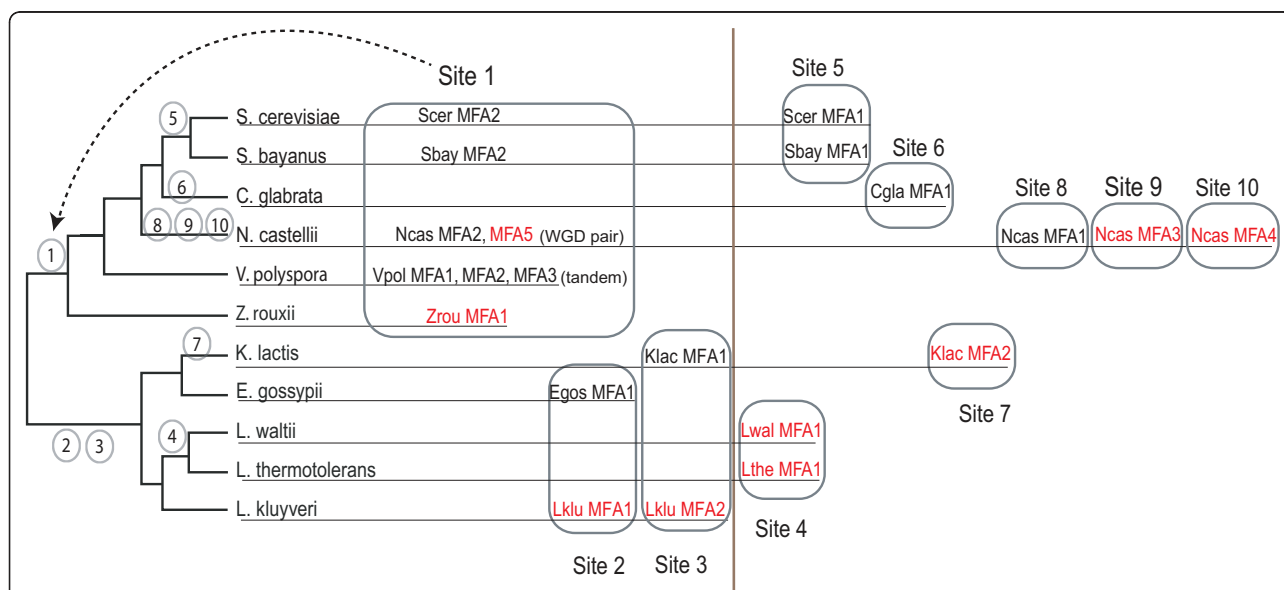 Site 1
Site 5
5 S. cerevisiae Scer MFA2 Scer MFA1
S. bayanus Sbay MFA2 Sbay MFA1
Site 6
6 C. glabrata Cgla MFA1
Site 8 Site 9 Site 10
8 9 10 N. castellii Ncas MFA2, MFA5 (WGD pair) Ncas MFA1 Ncas MFA3 Ncas MFA4
1
V. polyspora Vpol MFA1, MFA2, MFA3 (tandem)
Z. rouxii Zrou MFA1
7 K. lactis Klac MFA1 Klac MFA2
E. gossypii Egos MFA1
Site 7
2 3 4 L. waltii Lwal MFA1
L. thermotolerans Lthe MFA1
L. kluyveri Lklu MFA1 Lklu MFA2
Site 4
Site 2 Site 3